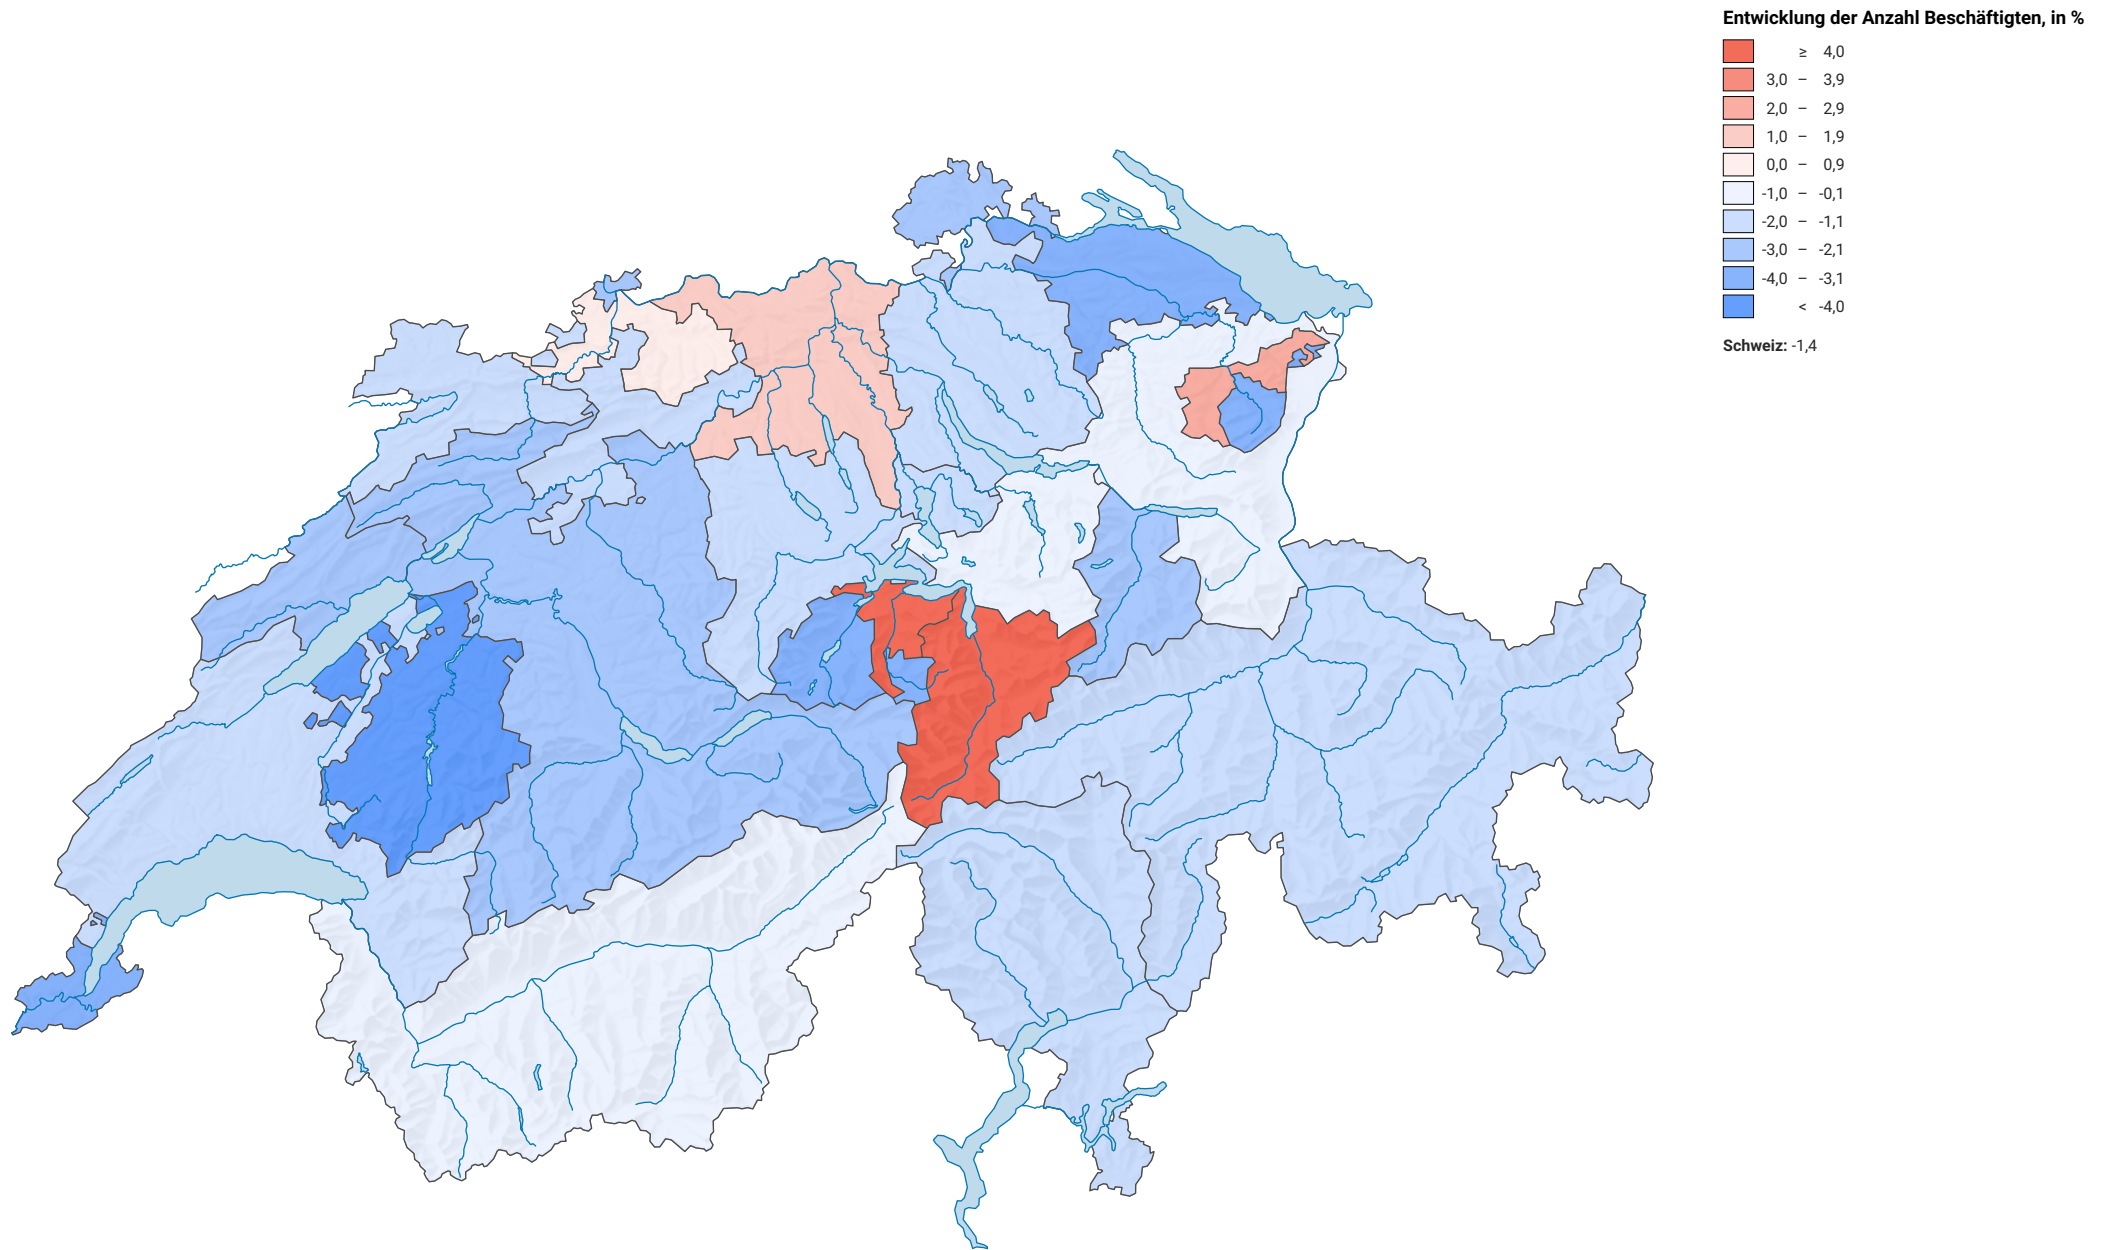 Entwicklung der Anzahl Beschäftigten, in %
≥ 4,0
3,0 – 3,9
2,0 – 2,9
1,0 – 1,9
0,0 – 0,9
-1,0 – -0,1
-2,0 – -1,1
-3,0 – -2,1
-4,0 – -3,1
< -4,0
Schweiz: -1,4